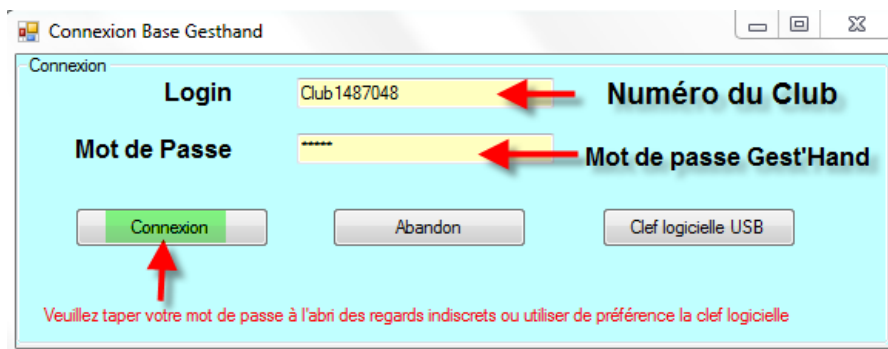 Connexion Base Gesthand
Connexion
Login Club1487048 Numéro du Club
Mot de Passe ***** Mot de passe Gest'Hand
Connexion Abandon Clef logicielle USB
Veuillez taper votre mot de passe à l'abri des regards indiscrets ou utiliser de préférence la clef logicielle